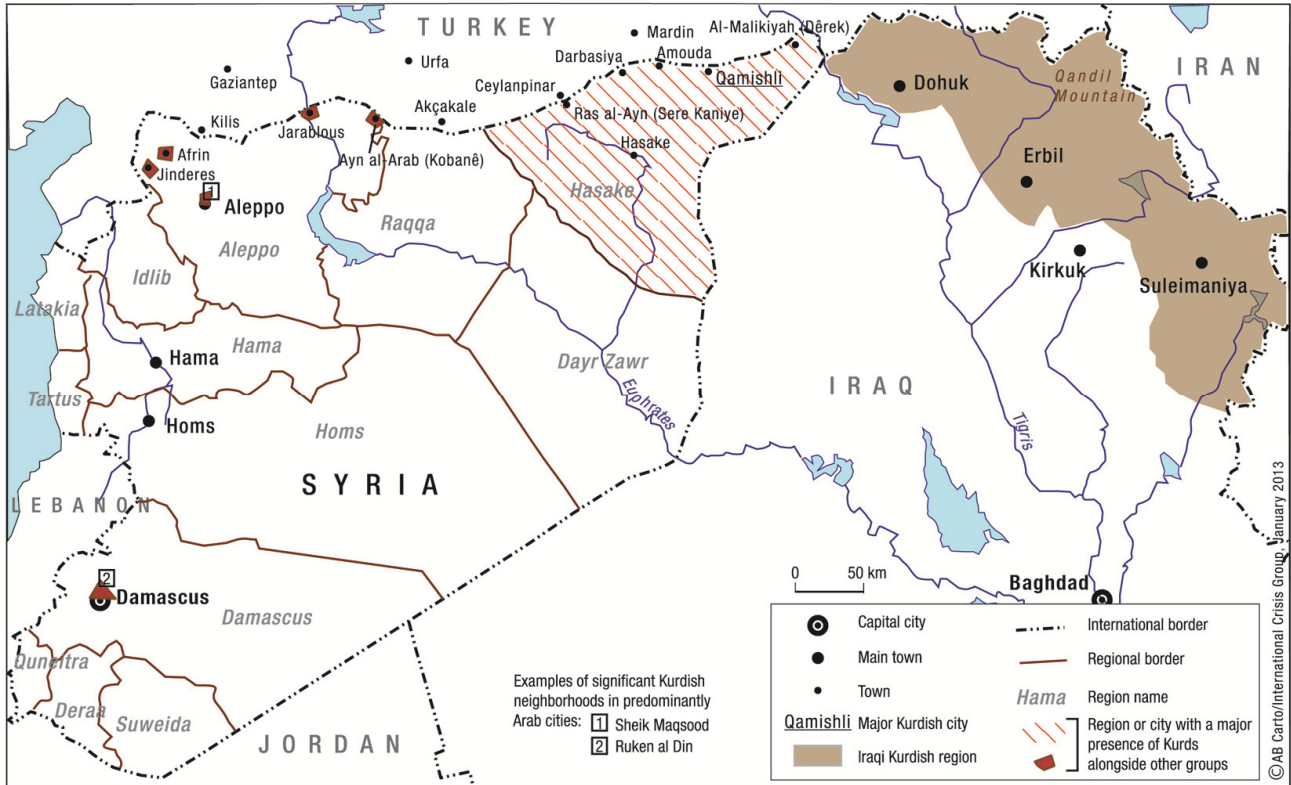 TURKEY
Mardin
Al-Malikiyah (Dêrek)
Amouda
Darbasiya
Urfa
Gaziantep
Ceylanpinar
Qamishli
Akçakale
Ras al-Ayn (Sere Kaniye)
Kilis
Jarablous
Ayn al-Arab (Kobanê)
Afrin
Jinderes
Hasake
Hasake
1
Aleppo
Aleppo
Raqqa
Idlib
Latakia
Hama
Hama
Tartus
Homs
Homs
Dayr Zawr
Euphrates
SYRIA
LEBANON
2
Damascus
Damascus
Quneitra
Deraa
Suweida
JORDAN
IRAN
Qandil
Mountain
Dohuk
Erbil
Kirkuk
Suleimaniya
IRAQ
Tigris
Baghdad
0 50 km
Examples of significant Kurdish
neighborhoods in predominantly
Arab cities: 1 Sheik Maqsood
2 Ruken al Din
Capital city
Main town
Town
Qamishli Major Kurdish city
Iraqi Kurdish region
International border
Regional border
Hama Region name
Region or city with a major
presence of Kurds
alongside other groups
©AB Carto/International Crisis Group, January 2013